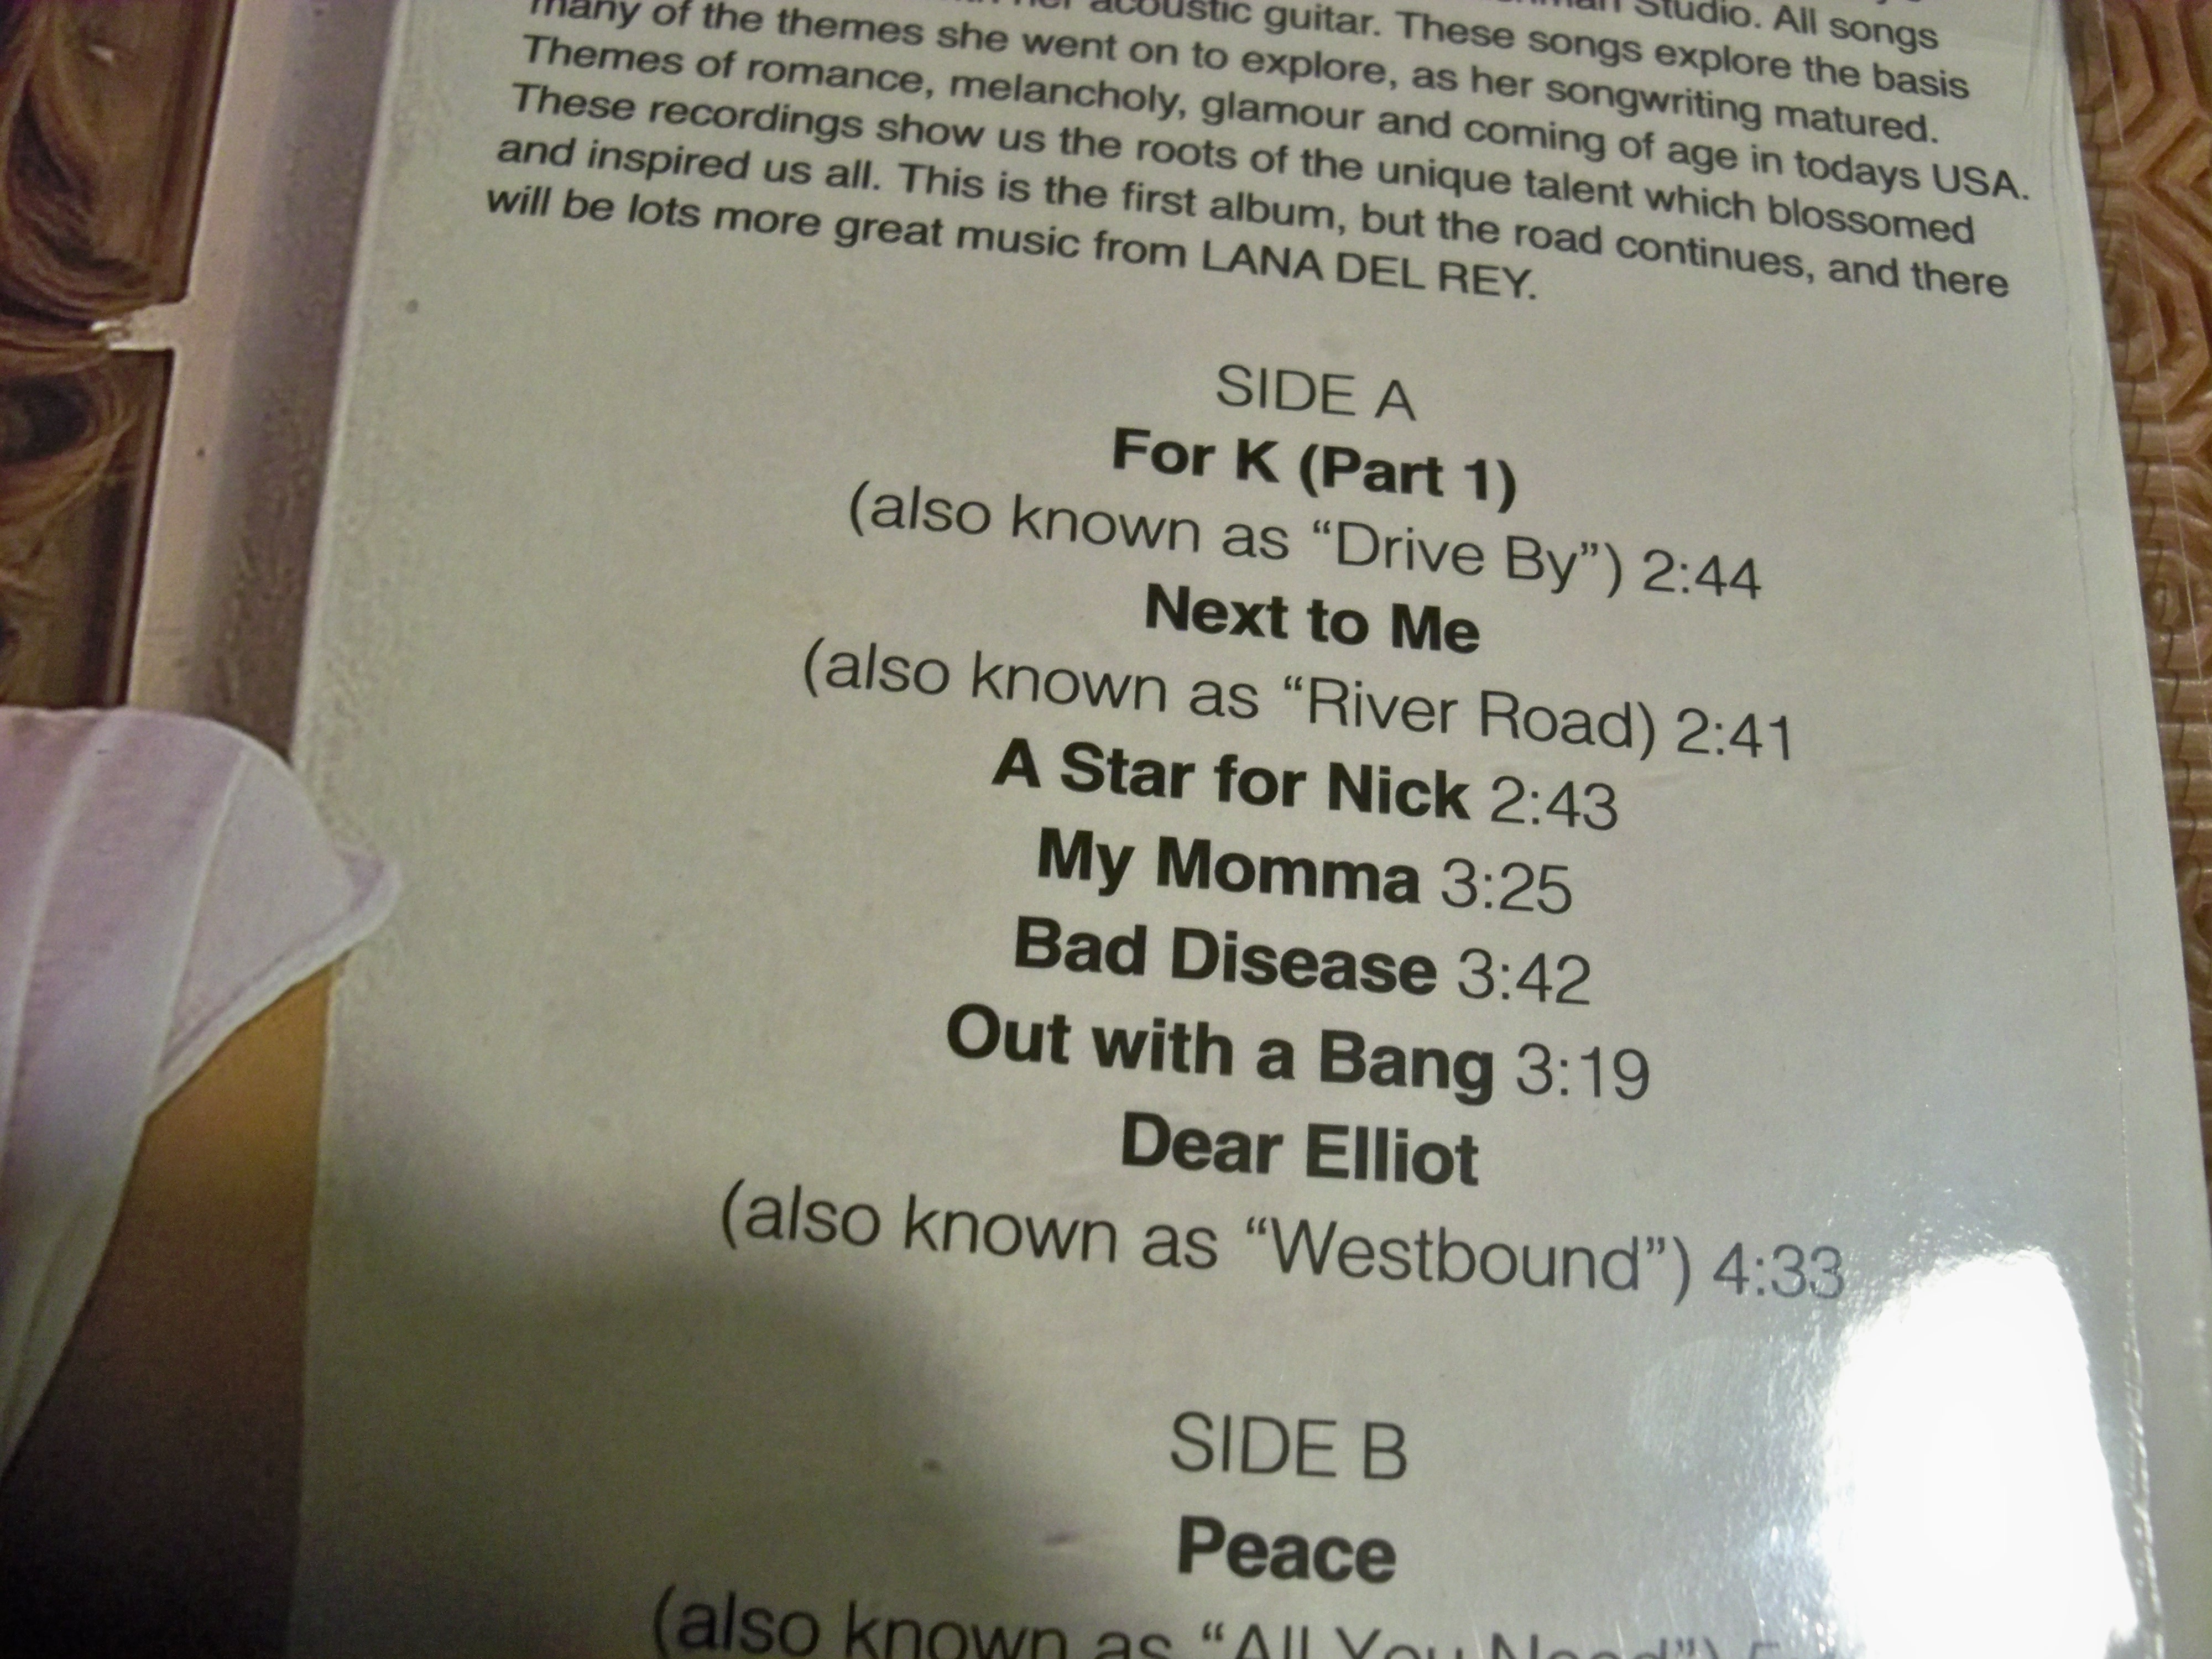 acoustic guitar. These songs explore the basis
Studio. All songs
many of the themes she went on to explore, as her songwriting matured.
Themes of romance, melancholy, glamour and coming of age in todays USA.
These recordings show us the roots of the unique talent which blossomed
and inspired us all. This is the first album, but the road continues, and there
will be lots more great music from LANA DEL REY.
SIDE A
For K (Part 1)
(also known as “Drive By”) 2:44
Next to Me
(also known as “River Road) 2:41
A Star for Nick 2:43
My Momma 3:25
Bad Disease 3:42
Out with a Bang 3:19
Dear Elliot
(also known as “Westbound”) 4:33
SIDE B
Peace
(also known as “All You Need”)